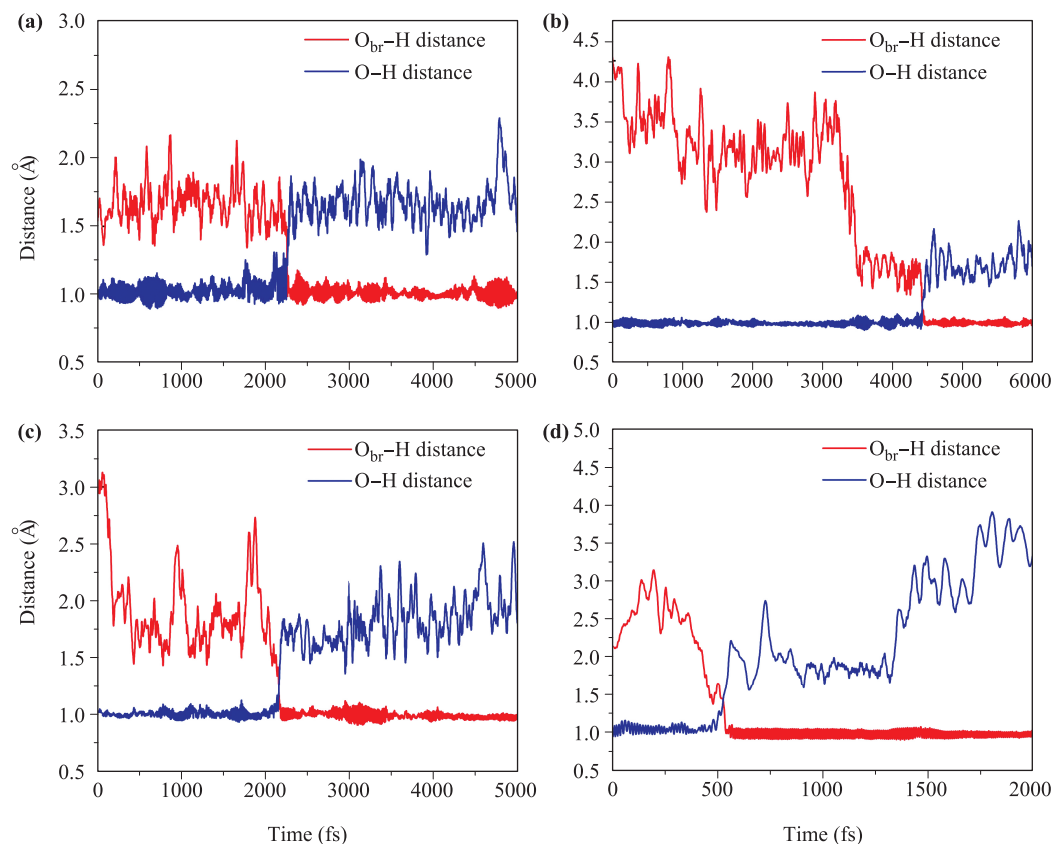 (a)
3.0
2.5
2.0
1.5
1.0
0.5
Distance (Å)
O_br–H distance
O–H distance
0 1000 2000 3000 4000 5000
(b)
4.5
4.0
3.5
3.0
2.5
2.0
1.5
1.0
0.5
O_br–H distance
O–H distance
0 1000 2000 3000 4000 5000 6000
(c)
3.5
3.0
2.5
2.0
1.5
1.0
0.5
Distance (Å)
O_br–H distance
O–H distance
0 1000 2000 3000 4000 5000
Time (fs)
(d)
5.0
4.5
4.0
3.5
3.0
2.5
2.0
1.5
1.0
0.5
O_br–H distance
O–H distance
0 500 1000 1500 2000
Time (fs)